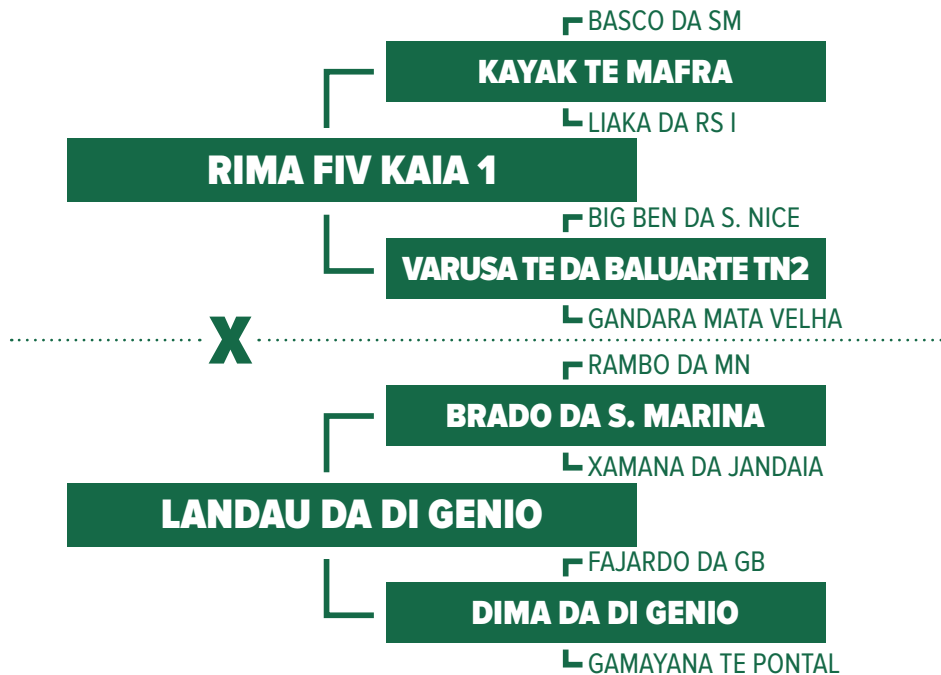 BASCO DA SM
KAYAK TE MAFRA
LIAKA DA RS I
RIMA FIV KAIA 1
BIG BEN DA S. NICE
VARUSA TE DA BALUARTE TN2
GANDARA MATA VELHA
X
RAMBO DA MN
BRADO DA S. MARINA
XAMANA DA JANDAIA
LANDAU DA DI GENIO
FAJARDO DA GB
DIMA DA DI GENIO
GAMAYANA TE PONTAL